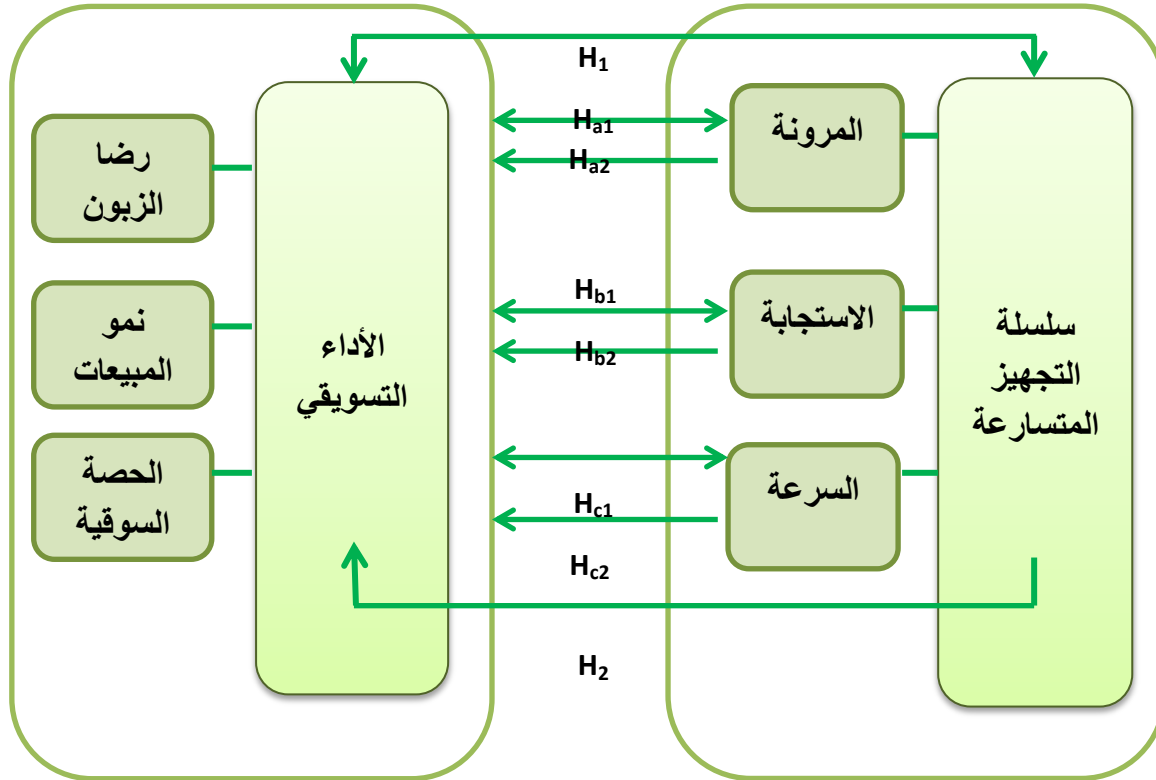 H1
المرونة
Ha1
Ha2
رضا
الزبون
الاستجابة
Hb1
Hb2
نمو
المبيعات
سلسلة
التجهيز
المتسارعة
الأداء
التسويقي
السرعة
Hc1
Hc2
الحصة
السوقية
H2